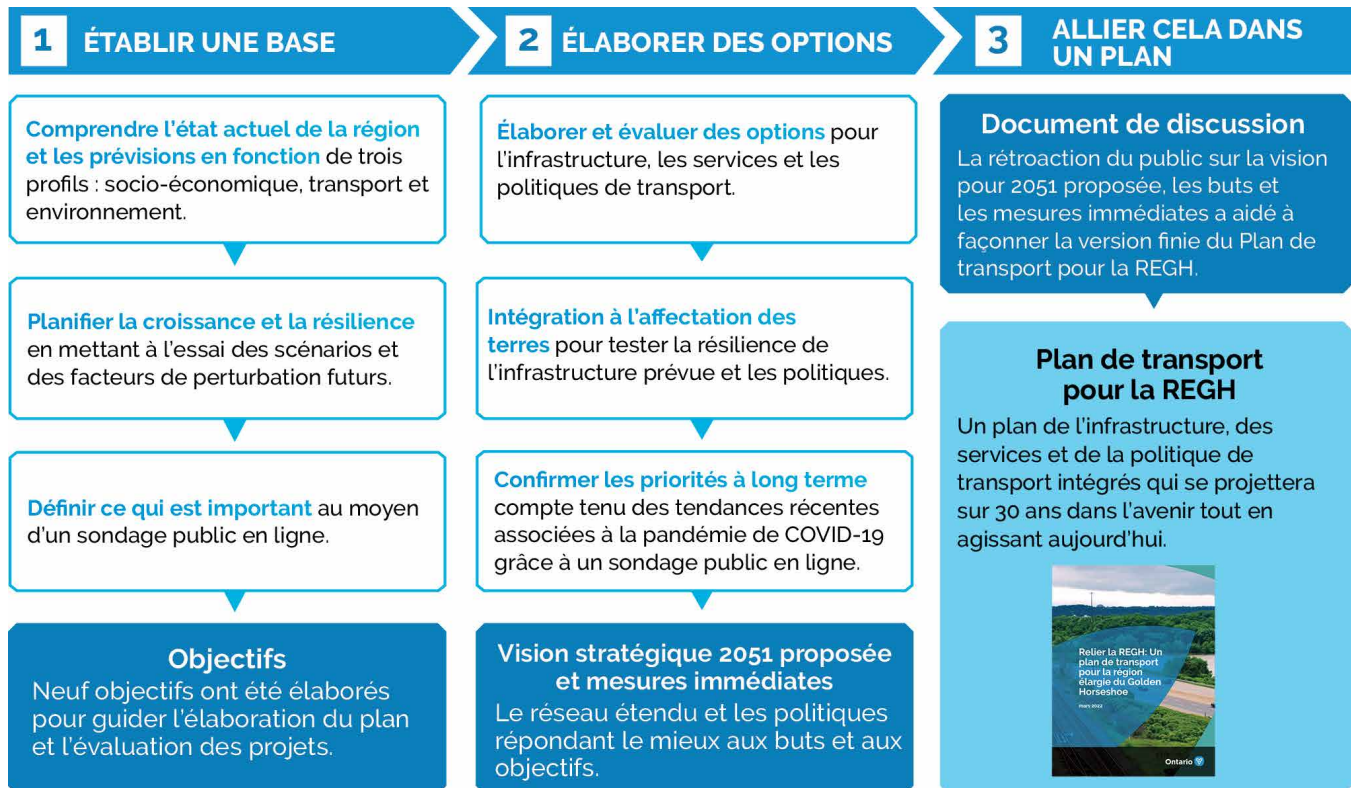 1 ÉTABLIR UNE BASE
Comprendre l'état actuel de la région
et les prévisions en fonction de trois
profils : socio-économique, transport et
environnement.
Planifier la croissance et la résilience
en mettant à l'essai des scénarios et
des facteurs de perturbation futurs.
Définir ce qui est important au moyen
d'un sondage public en ligne.
Objectifs
Neuf objectifs ont été élaborés
pour guider l'élaboration du plan
et l'évaluation des projets.
2 ÉLABORER DES OPTIONS
Élaborer et évaluer des options pour
l'infrastructure, les services et les
politiques de transport.
Intégration à l'affectation des
terres pour tester la résilience de
l'infrastructure prévue et les politiques.
Confirmer les priorités à long terme
compte tenu des tendances récentes
associées à la pandémie de COVID-19
grâce à un sondage public en ligne.
Vision stratégique 2051 proposée
et mesures immédiates
Le réseau étendu et les politiques
répondant le mieux aux buts et aux
objectifs.
3 ALLIER CELA DANS
UN PLAN
Document de discussion
La rétroaction du public sur la vision
pour 2051 proposée, les buts et
les mesures immédiates a aidé à
façonner la version finie du Plan de
transport pour la REGH.
Plan de transport
pour la REGH
Un plan de l'infrastructure, des
services et de la politique de
transport intégrés qui se projettera
sur 30 ans dans l'avenir tout en
agissant aujourd'hui.
Relier la REGH: Un
plan de transport
pour la région
élargie du Golden
Horseshoe
mars 2022
Ontario